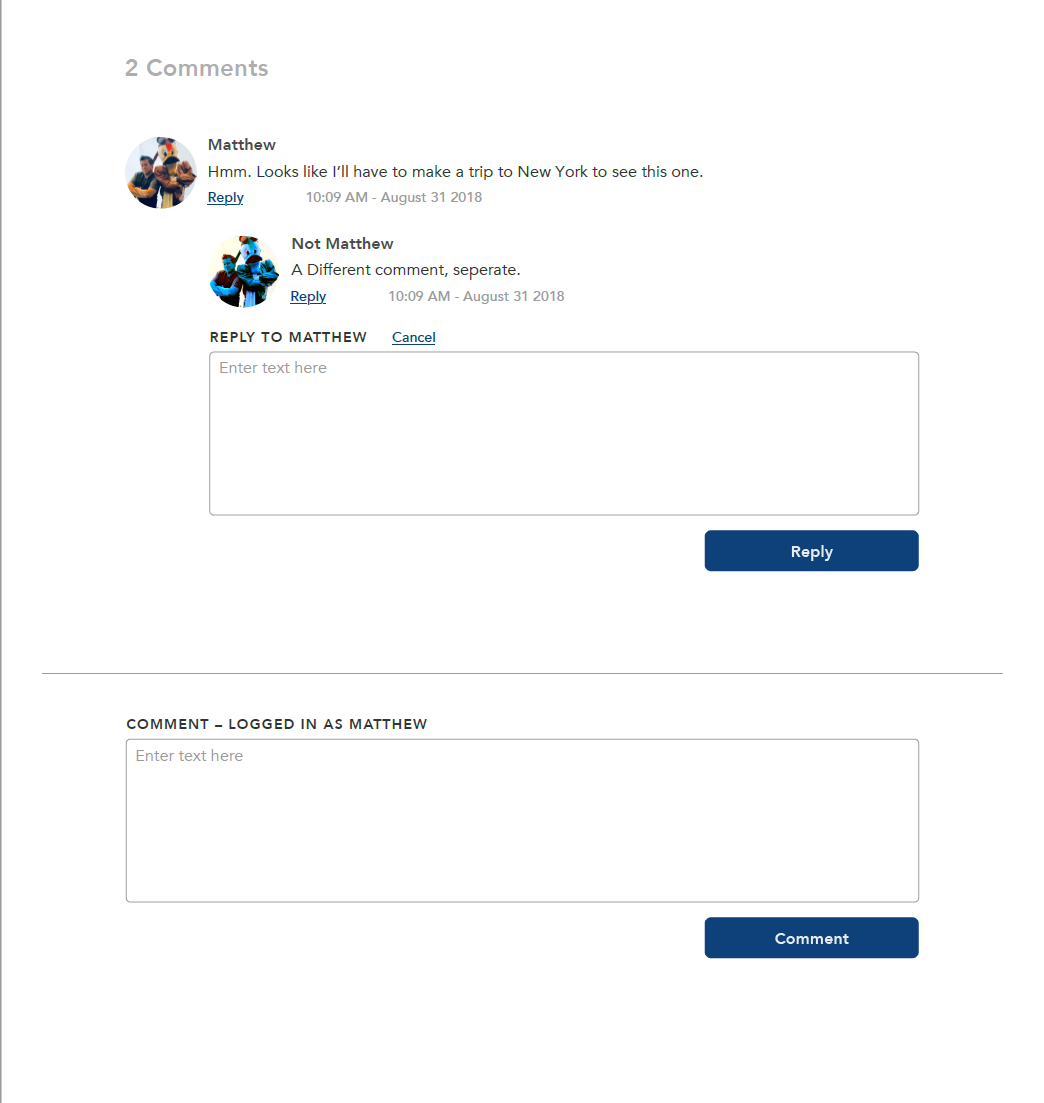 2 Comments
Matthew
Hmm. Looks like I’ll have to make a trip to New York to see this one.
Reply 10:09 AM - August 31 2018
Not Matthew
A Different comment, seperate.
Reply 10:09 AM - August 31 2018
REPLY TO MATTHEW Cancel
Enter text here
Reply
COMMENT – LOGGED IN AS MATTHEW
Enter text here
Comment